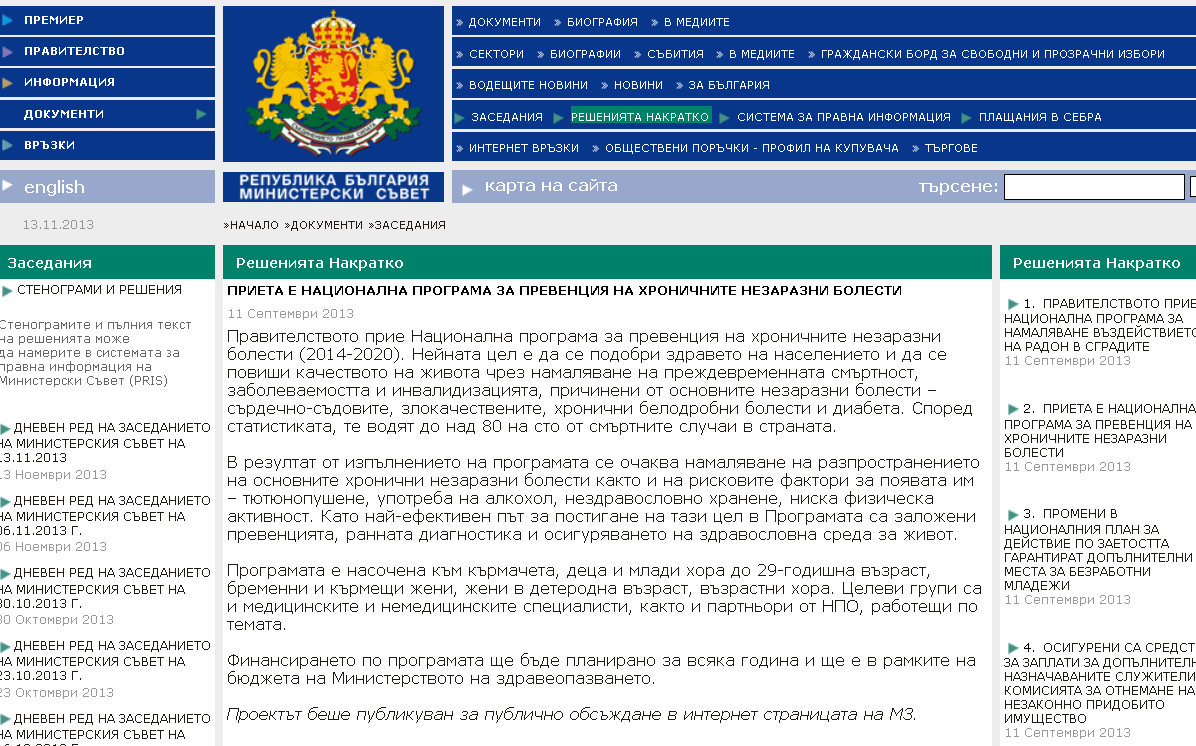 ПРЕМИЕР
ПРАВИТЕЛСТВО
ИНФОРМАЦИЯ
ДОКУМЕНТИ
ВРЪЗКИ
english
13.11.2013
РЕПУБЛИКА БЪЛГАРИЯ
МИНИСТЕРСКИ СЪВЕТ
» ДОКУМЕНТИ » БИОГРАФИЯ » В МЕДИИТЕ
» СЕКТОРИ » БИОГРАФИИ » СЪБИТИЯ » В МЕДИИТЕ » ГРАЖДАНСКИ БОРД ЗА СВОБОДНИ И ПРОЗРАЧНИ ИЗБОРИ
» ВОДЕЩИТЕ НОВИНИ » НОВИНИ » ЗА БЪЛГАРИЯ
ЗАСЕДАНИЯ РЕШЕНИЯТА НАКРАТКО СИСТЕМА ЗА ПРАВНА ИНФОРМАЦИЯ ПЛАЩАНИЯ В СЕБРА
» ИНТЕРНЕТ ВРЪЗКИ » ОБЩЕСТВЕНИ ПОРЪЧКИ - ПРОФИЛ НА КУПУВАЧА » ТЪРГОВЕ
карта на сайта търсене:
»НАЧАЛО »ДОКУМЕНТИ »ЗАСЕДАНИЯ
Заседания
СТЕНОГРАМИ И РЕШЕНИЯ
Стенограмите и пълния текст
на решенията може
да намерите в системата за
правна информация на
Министерски Съвет (PRIS)
ДНЕВЕН РЕД НА ЗАСЕДАНИЕТО
НА МИНИСТЕРСКИЯ СЪВЕТ НА
13.11.2013
13 Ноември 2013
ДНЕВЕН РЕД НА ЗАСЕДАНИЕТО
НА МИНИСТЕРСКИЯ СЪВЕТ НА
06.11.2013 Г.
06 Ноември 2013
ДНЕВЕН РЕД НА ЗАСЕДАНИЕТО
НА МИНИСТЕРСКИЯ СЪВЕТ НА
30.10.2013 Г.
30 Октомври 2013
ДНЕВЕН РЕД НА ЗАСЕДАНИЕТО
НА МИНИСТЕРСКИЯ СЪВЕТ НА
23.10.2013 Г.
23 Октомври 2013
ДНЕВЕН РЕД НА ЗАСЕДАНИЕТО
НА МИНИСТЕРСКИЯ СЪВЕТ НА
Решенията Накратко
ПРИЕТА Е НАЦИОНАЛНА ПРОГРАМА ЗА ПРЕВЕНЦИЯ НА ХРОНИЧНИТЕ НЕЗАРАЗНИ БОЛЕСТИ
11 Септември 2013
Правителството прие Национална програма за превенция на хроничните незаразни
болести (2014-2020). Нейната цел е да се подобри здравето на населението и да се
повиши качеството на живота чрез намаляване на преждевременната смъртност,
заболеваемостта и инвалидизацията, причинени от основните незаразни болести –
сърдечно-съдовите, злокачествените, хронични белодробни болести и диабета. Според
статистиката, те водят до над 80 на сто от смъртните случаи в страната.
В резултат от изпълнението на програмата се очаква намаляване на разпространението
на основните хронични незаразни болести както и на рисковите фактори за появата им
– тютюнопушене, употреба на алкохол, нездравословно хранене, ниска физическа
активност. Като най-ефективен път за постигане на тази цел в Програмата са заложени
превенцията, ранната диагностика и осигуряването на здравословна среда за живот.
Програмата е насочена към кърмачета, деца и млади хора до 29-годишна възраст,
бременни и кърмещи жени, жени в детеродна възраст, възрастни хора. Целеви групи са
и медицинските и немедицинските специалисти, както и партньори от НПО, работещи по
темата.
Финансирането по програмата ще бъде планирано за всяка година и ще е в рамките на
бюджета на Министерството на здравеопазването.
Проектът беше публикуван за публично обсъждане в интернет страницата на МЗ.
Решенията Накратко
1. ПРАВИТЕЛСТВОТО ПРИЕ
НАЦИОНАЛНА ПРОГРАМА ЗА
НАМАЛЯВАНЕ ВЪЗДЕЙСТВИЕТО
НА РАДОН В СГРАДИТЕ
11 Септември 2013
2. ПРИЕТА Е НАЦИОНАЛНА
ПРОГРАМА ЗА ПРЕВЕНЦИЯ НА
ХРОНИЧНИТЕ НЕЗАРАЗНИ
БОЛЕСТИ
11 Септември 2013
3. ПРОМЕНИ В
НАЦИОНАЛНИЯ ПЛАН ЗА
ДЕЙСТВИЕ ПО ЗАЕТОСТТА
ГАРАНТИРАТ ДОПЪЛНИТЕЛНИ
МЕСТА ЗА БЕЗРАБОТНИ
МЛАДЕЖИ
11 Септември 2013
4. ОСИГУРЕНИ СА СРЕДСТ
ЗА ЗАПЛАТИ ЗА ДОПЪЛНИТЕЛН
НАЗНАЧАВАНИТЕ СЛУЖИТЕЛИ
КОМИСИЯТА ЗА ОТНЕМАНЕ НА
НЕЗАКОННО ПРИДОБИТО
ИМУЩЕСТВО
11 Септември 2013